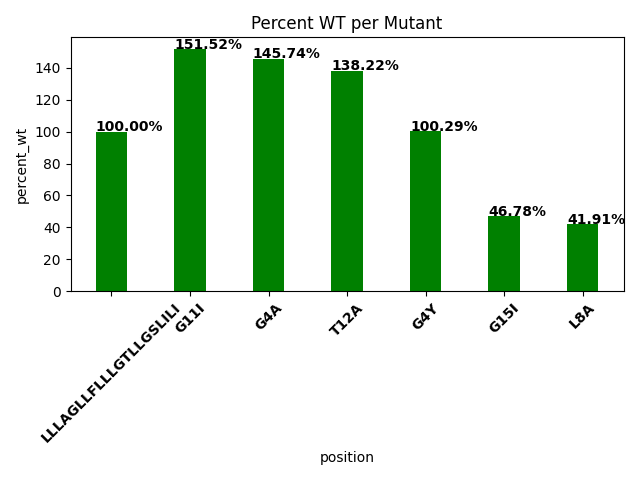 Percent WT per Mutant
percent_wt
140
120
100
80
60
40
20
0
100.00%
151.52%
145.74%
138.22%
100.29%
46.78%
41.91%
LLLAGLLFLLLGTLLGSLILI
G11I
G4A
T12A
G4Y
G15I
L8A
position